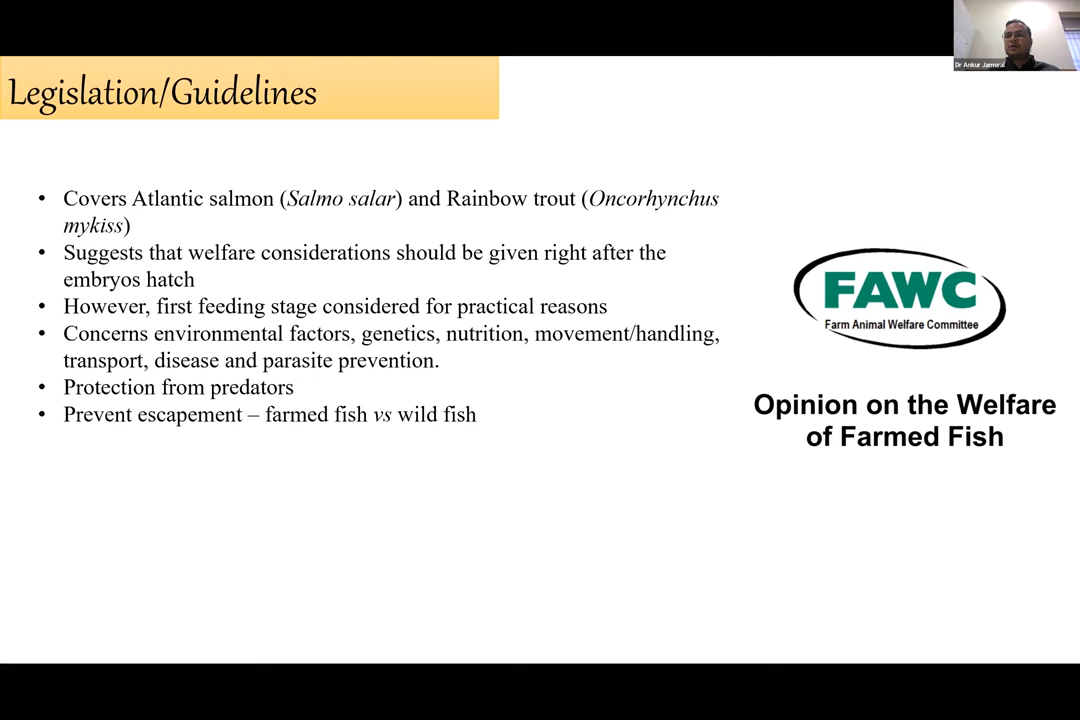 Dr Ankur Jamwal
Legislation/Guidelines
• Covers Atlantic salmon (Salmo salar) and Rainbow trout (Oncorhynchus
mykiss)
• Suggests that welfare considerations should be given right after the
embryos hatch
• However, first feeding stage considered for practical reasons
• Concerns environmental factors, genetics, nutrition, movement/handling,
transport, disease and parasite prevention.
• Protection from predators
• Prevent escapement – farmed fish vs wild fish
FAWC
Farm Animal Welfare Committee
Opinion on the Welfare
of Farmed Fish